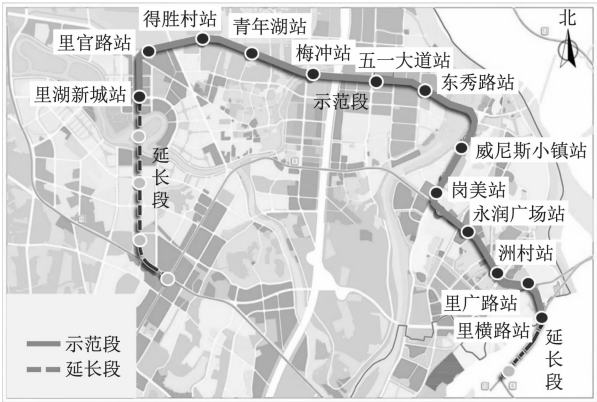 得胜村站
青年湖站
北
里官路站
梅冲站
五一大道站
东秀路站
里湖新城站
示范段
延长段
威尼斯小镇站
岗美站
永润广场站
洲村站
里广路站
里横路站
延长段
示范段
延长段